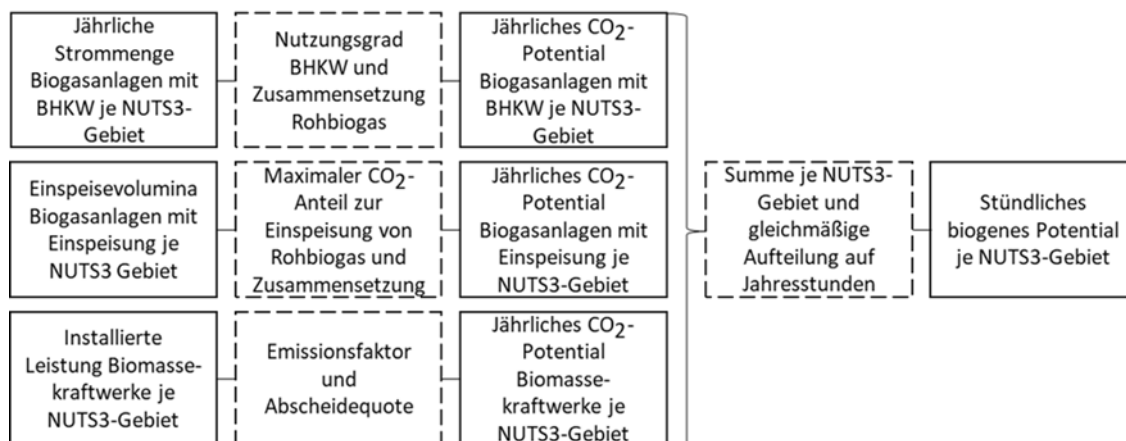 Jährliche
Strommenge
Biogasanlagen mit
BHKW je NUTS3-
Gebiet
Nutzungsgrad
BHKW und
Zusammensetzung
Rohbiogas
Jährliches CO₂-
Potential
Biogasanlagen mit
BHKW je NUTS3-
Gebiet
Einspeisevolumina
Biogasanlagen mit
Einspeisung je
NUTS3 Gebiet
Maximaler CO₂-
Anteil zur
Einspeisung von
Rohbiogas und
Zusammensetzung
Jährliches CO₂-
Potential
Biogasanlagen mit
Einspeisung je
NUTS3-Gebiet
Installierte
Leistung Biomasse-
kraftwerke je
NUTS3-Gebiet
Emissionsfaktor
und
Abscheidequote
Jährliches CO₂-
Potential
Biomasse-
kraftwerke je
NUTS3-Gebiet
Summe je NUTS3-
Gebiet und
gleichmäßige
Aufteilung auf
Jahresstunden
Stündliches
biogenes Potential
je NUTS3-Gebiet